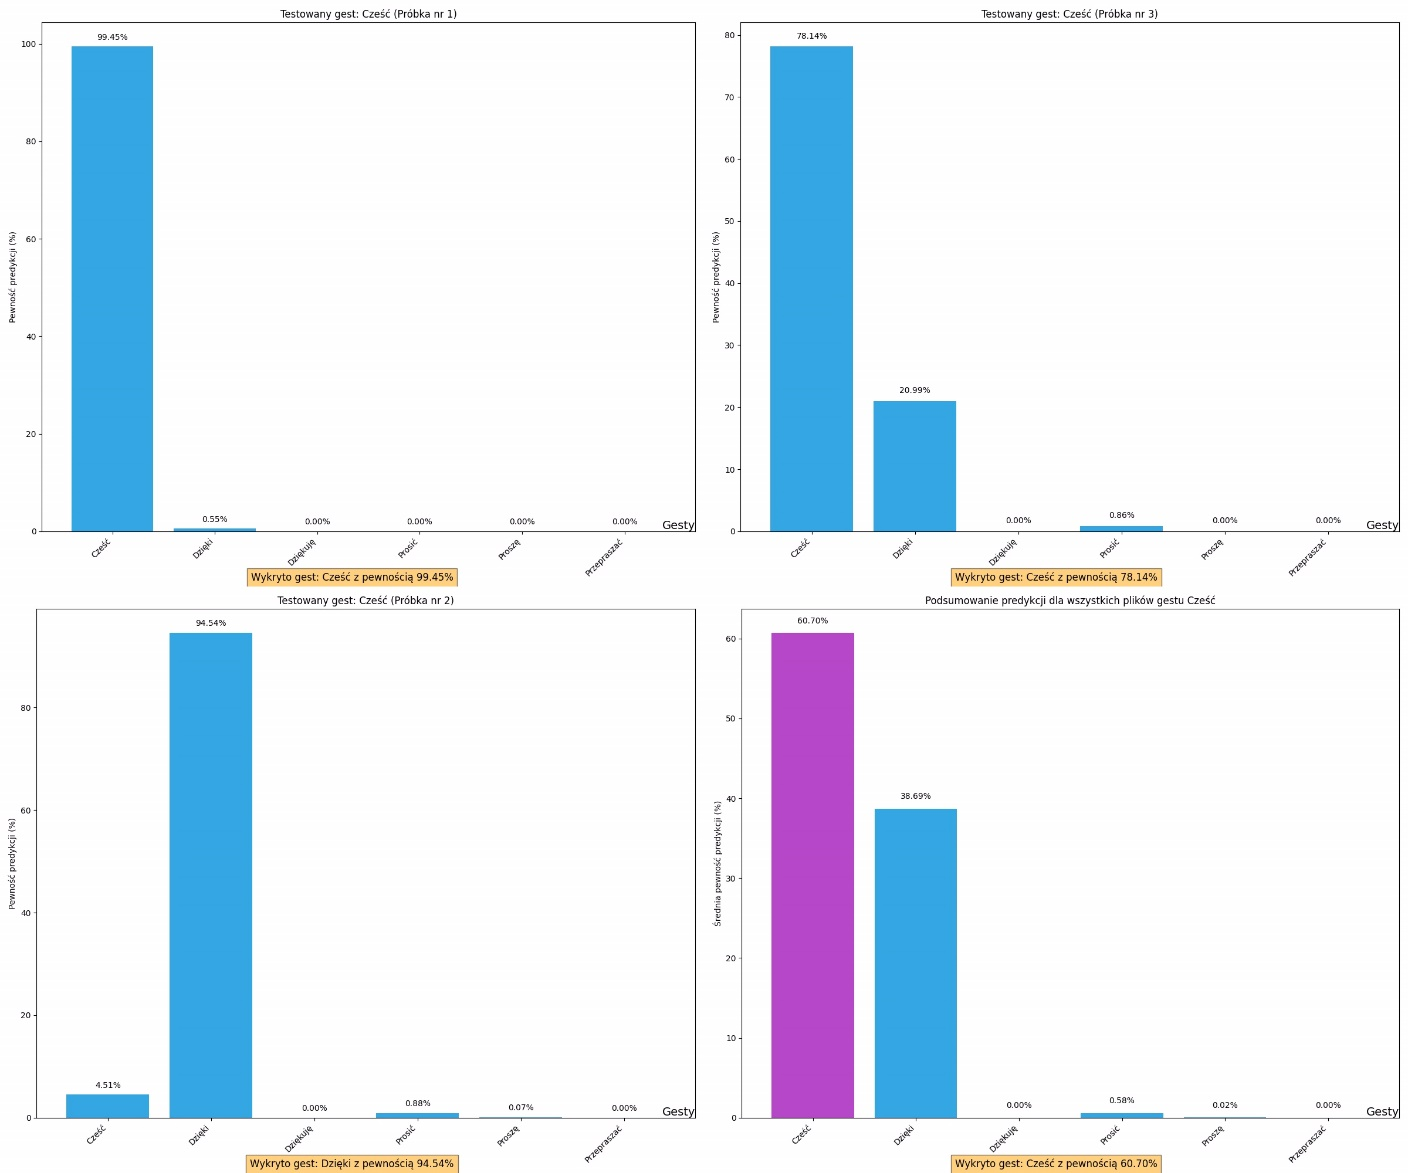 Testowany gest: Cześć (Próbka nr 1)
Pewność predykcji (%)
100
80
60
40
20
0
99.45%
0.55%
0.00%
0.00%
0.00%
0.00%
Cześć
Dzięki
Dziękuję
Prosić
Proszę
Przepraszać
Gesty
Wykryto gest: Cześć z pewnością 99.45%
Testowany gest: Cześć (Próbka nr 3)
Pewność predykcji (%)
80
70
60
50
40
30
20
10
0
78.14%
20.99%
0.00%
0.86%
0.00%
0.00%
Cześć
Dzięki
Dziękuję
Prosić
Proszę
Przepraszać
Gesty
Wykryto gest: Cześć z pewnością 78.14%
Testowany gest: Cześć (Próbka nr 2)
Pewność predykcji (%)
80
60
40
20
0
4.51%
94.54%
0.00%
0.88%
0.07%
0.00%
Cześć
Dzięki
Dziękuję
Prosić
Proszę
Przepraszać
Gesty
Wykryto gest: Dzięki z pewnością 94.54%
Podsumowanie predykcji dla wszystkich plików gestu Cześć
Średnia pewność predykcji (%)
60
50
40
30
20
10
0
60.70%
38.69%
0.00%
0.58%
0.02%
0.00%
Cześć
Dzięki
Dziękuję
Prosić
Proszę
Przepraszać
Gesty
Wykryto gest: Cześć z pewnością 60.70%